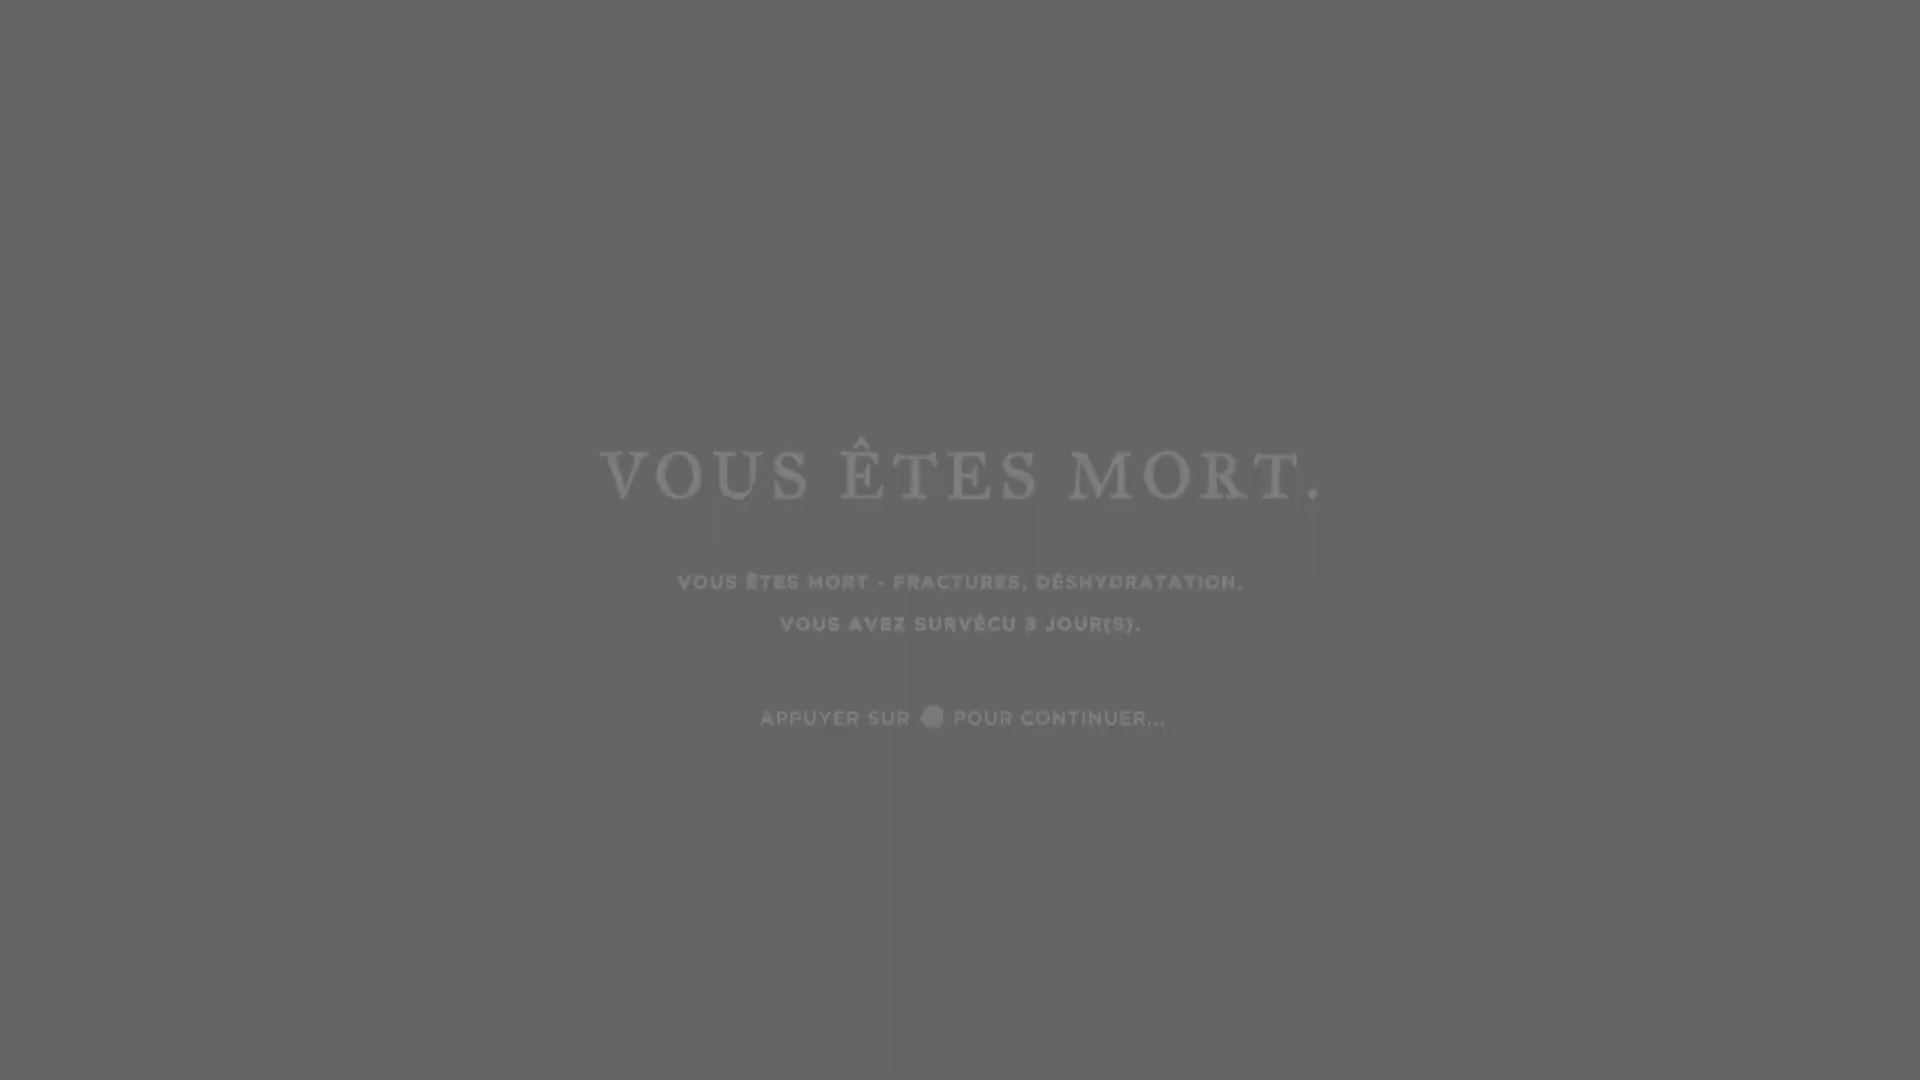 VOUS ÊTES MORT.
VOUS ÊTES MORT - FRACTURES, DÉSHYDRATATION.
VOUS AVEZ SURVÉCU 3 JOUR(S).
APPUYER SUR POUR CONTINUER...